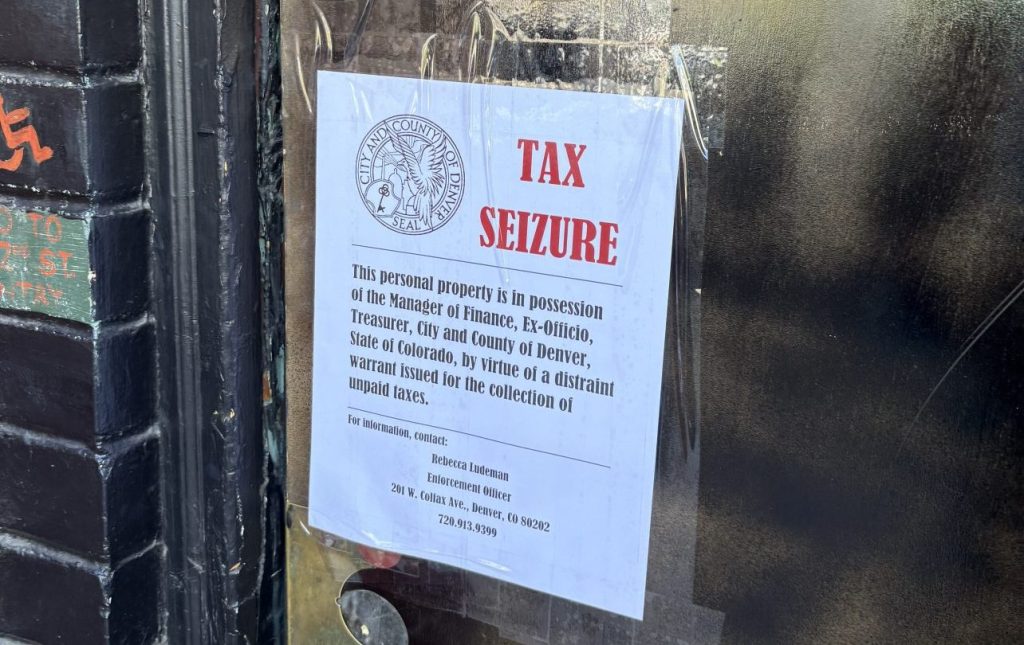 CITY AND COUNTY OF DENVER
SEAL
TAX
SEIZURE
This personal property is in possession
of the Manager of Finance, Ex-Officio,
Treasurer, City and County of Denver,
State of Colorado, by virtue of a distraint
warrant issued for the collection of
unpaid taxes.
For information, contact:
Rebecca Ludeman
Enforcement Officer
201 W. Colfax Ave., Denver, CO 80202
720.913.9399
TO
ST.